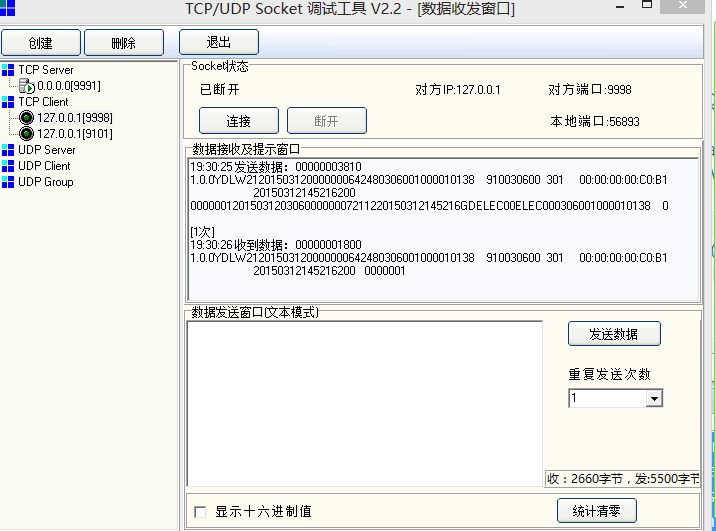 TCP/UDP Socket 调试工具 V2.2 - [数据收发窗口]
创建 删除 退出
TCP Server
0.0.0.0[9991]
TCP Client
127.0.0.1[9998]
127.0.0.1[9101]
UDP Server
UDP Client
UDP Group
Socket状态
已断开 对方IP:127.0.0.1 对方端口:9998
连接 断开 本地端口:56893
数据接收及提示窗口
19:30:25 发送数据：00000003810
1.0.0YDLW2120150312000000064248030600100001013­8 910030600 301 00:00:00:00:C0:B1
20150312145216200
00000012015031203060000000721122015031214521­6GDELEC00ELEC000306001000010138 0
[1次]
19:30:26 收到数据：00000001800
1.0.0YDLW21201503120000000642480306001000010138 910030600 301 00:00:00:00:C0:B1
20150312145216200 0000001
数据发送窗口(文本模式)
发送数据
重复发送次数
1
收：2660字节，发:5500字节
显示十六进制值 统计清零